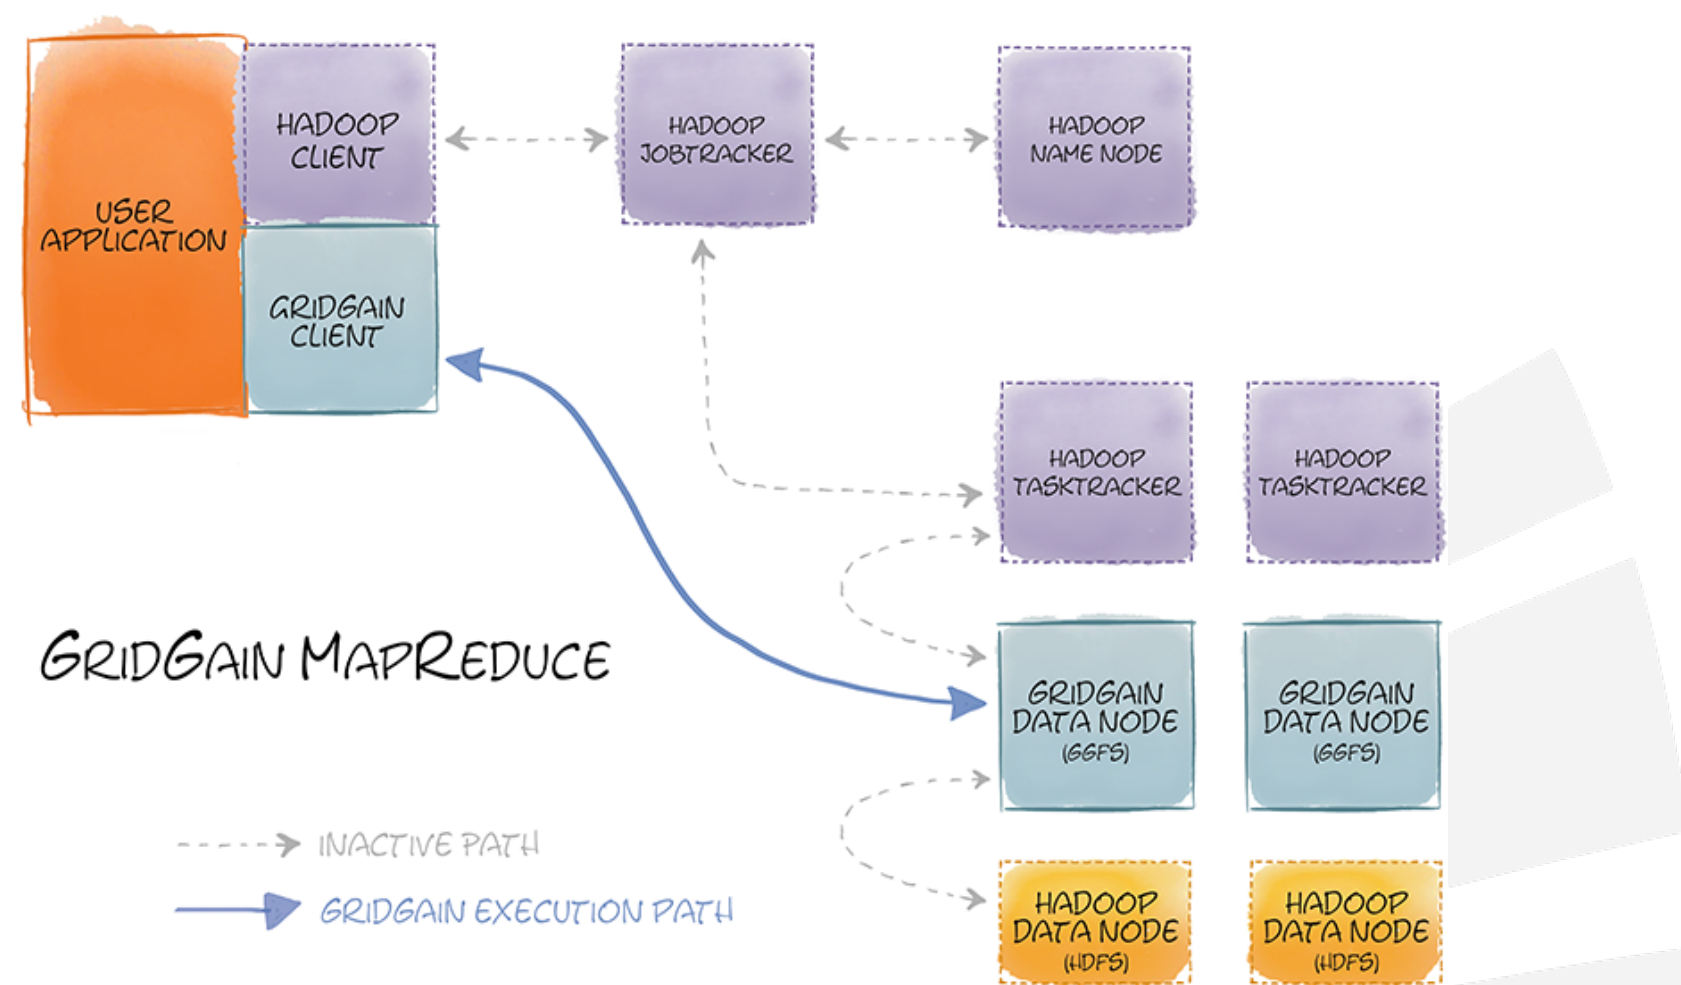 HADOOP
CLIENT
HADOOP
JOBTRACKER
HADOOP
NAME NODE
USER
APPLICATION
GRIDGAIN
CLIENT
HADOOP
TASKTRACKER
HADOOP
TASKTRACKER
GRIDGAIN MAPREDUCE
GRIDGAIN
DATA NODE
(GGFS)
GRIDGAIN
DATA NODE
(GGFS)
INACTIVE PATH
GRIDGAIN EXECUTION PATH
HADOOP
DATA NODE
(HDFS)
HADOOP
DATA NODE
(HDFS)